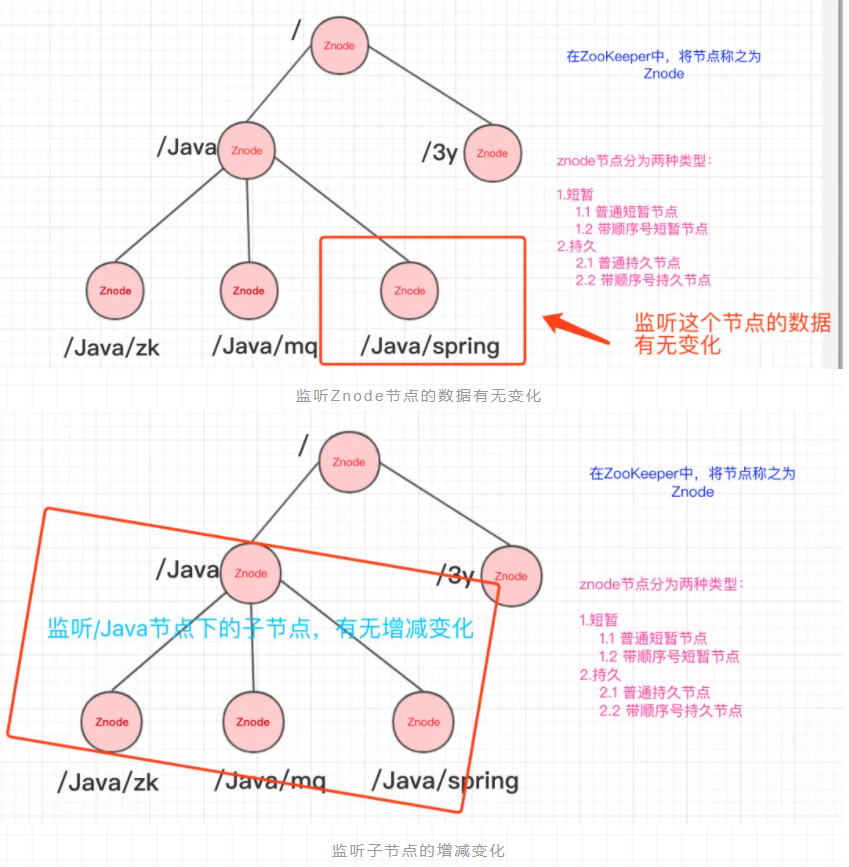 /
Znode
在ZooKeeper中，将节点称之为
Znode
/Java
Znode
/3y
Znode
znode节点分为两种类型：
1.短暂
1.1 普通短暂节点
1.2 带顺序号短暂节点
2.持久
2.1 普通持久节点
2.2 带顺序号持久节点
Znode
Znode
Znode
/Java/zk
/Java/mq
/Java/spring
监听这个节点的数据
有无变化
监听Znode节点的数据有无变化
/
Znode
在ZooKeeper中，将节点称之为
Znode
/Java
Znode
/3y
Znode
znode节点分为两种类型：
监听/Java节点下的子节点，有无增减变化
1.短暂
1.1 普通短暂节点
1.2 带顺序号短暂节点
2.持久
2.1 普通持久节点
2.2 带顺序号持久节点
Znode
Znode
Znode
/Java/zk
/Java/mq
/Java/spring
监听子节点的增减变化